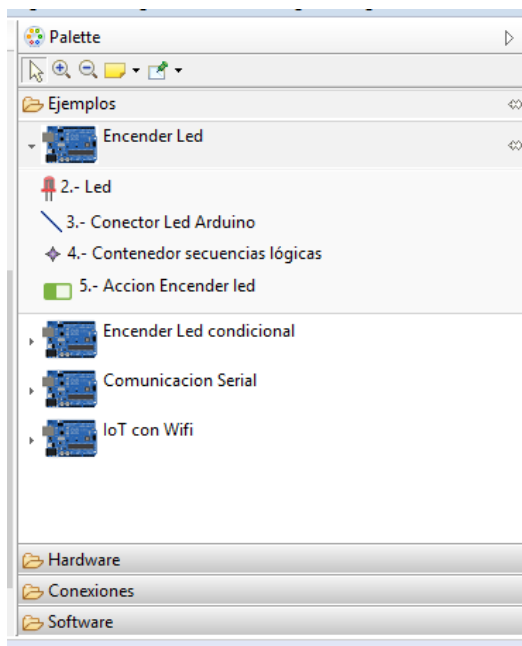 Palette
Ejemplos
Encender Led
2.- Led
3.- Conector Led Arduino
4.- Contenedor secuencias lógicas
5.- Accion Encender led
Encender Led condicional
Comunicacion Serial
IoT con Wifi
Hardware
Conexiones
Software